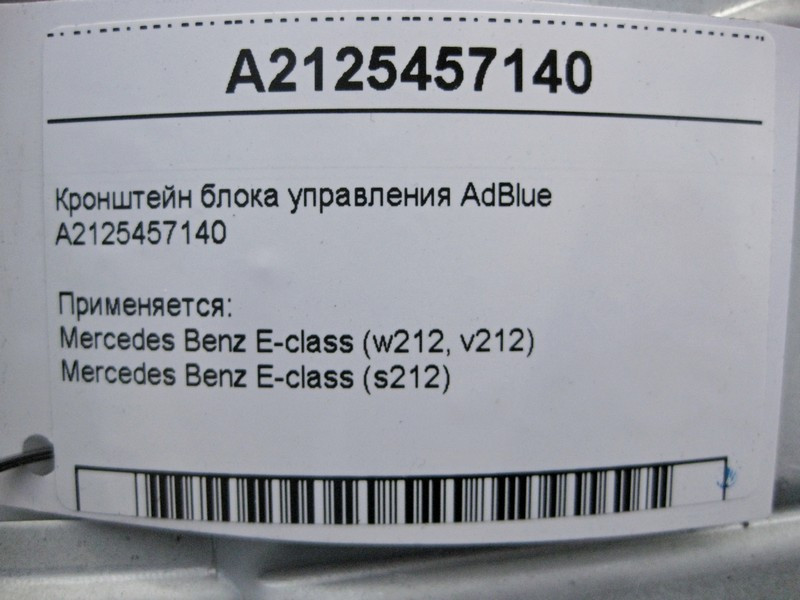 A2125457140
Кронштейн блока управления AdBlue
A2125457140
Применяется:
Mercedes Benz E-class (w212, v212)
Mercedes Benz E-class (s212)